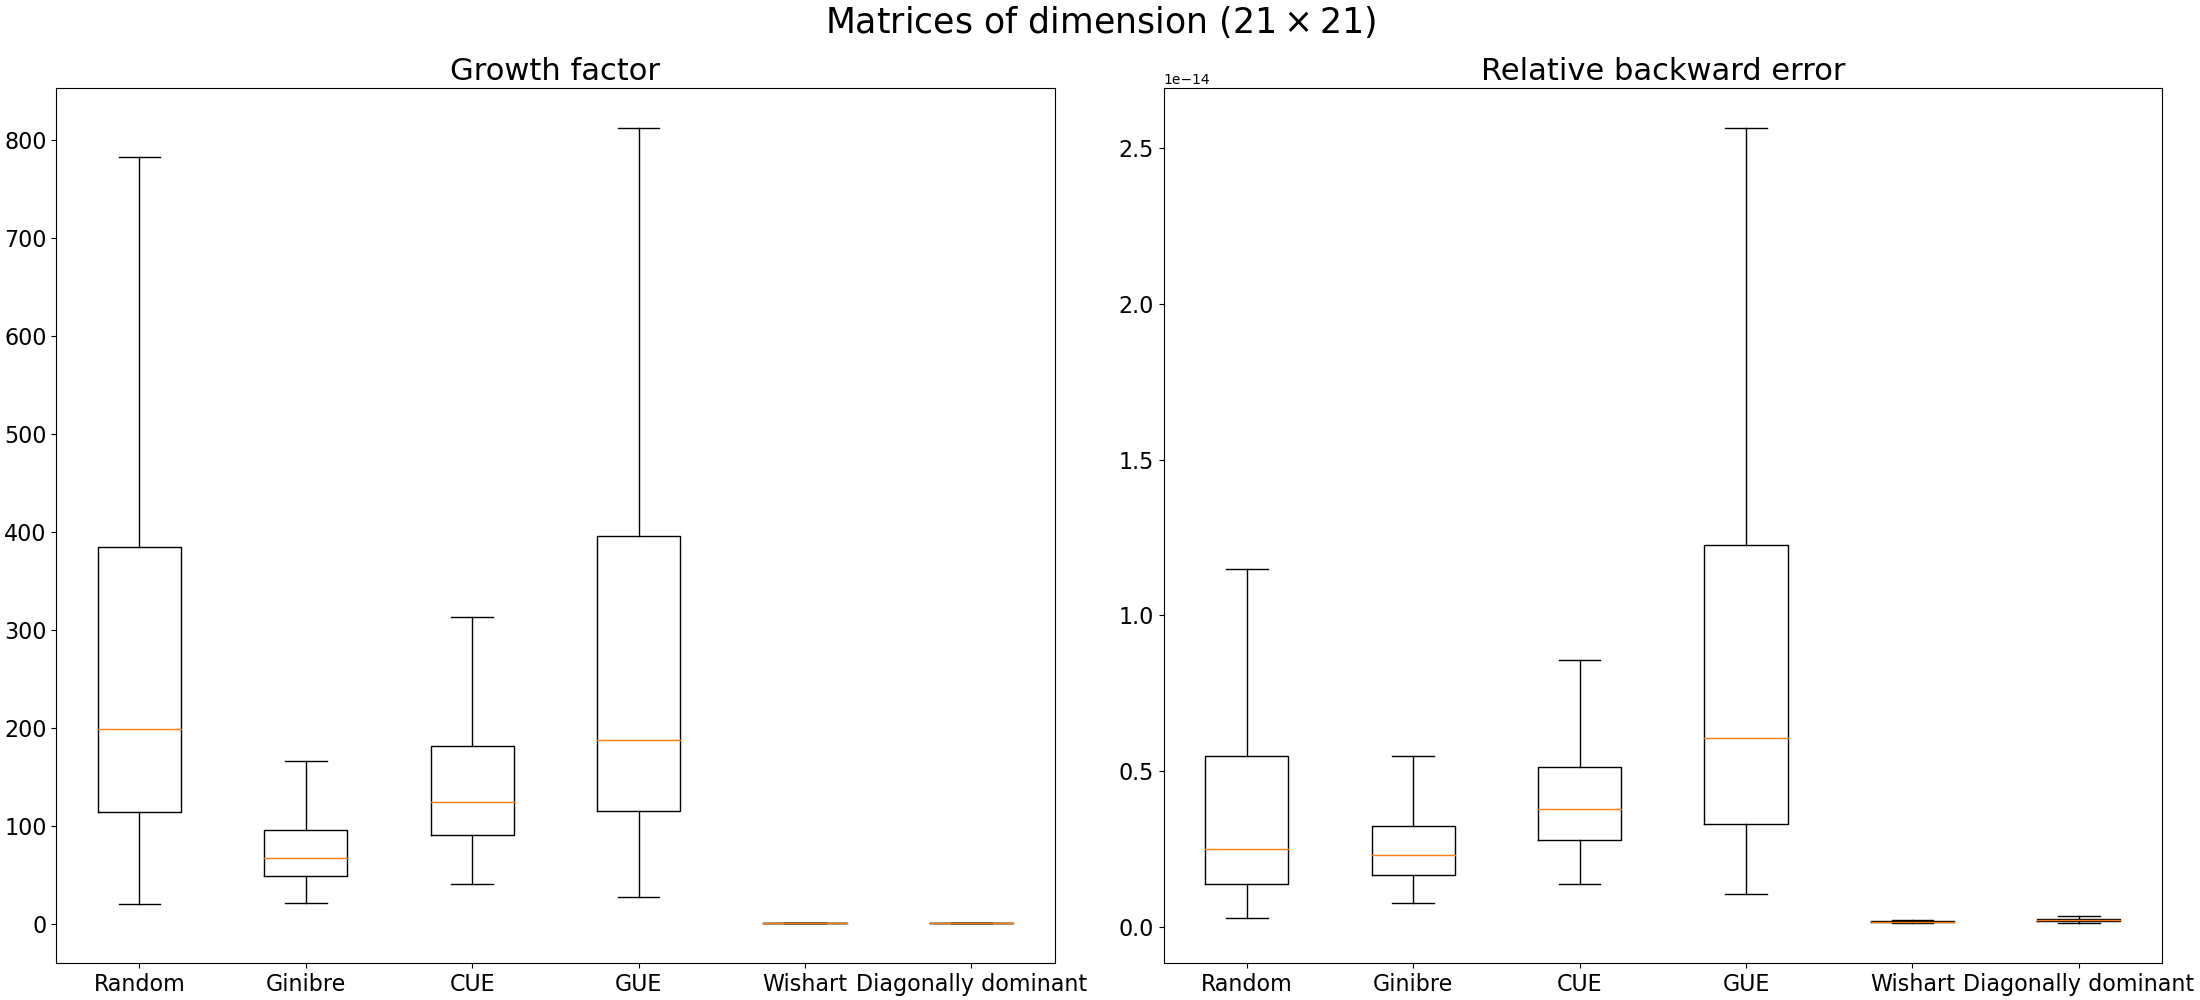 Matrices of dimension (21 × 21)
Growth factor
800
700
600
500
400
300
200
100
0
Random Ginibre CUE GUE Wishart Diagonally dominant
Relative backward error
1e−14
2.5
2.0
1.5
1.0
0.5
0.0
Random Ginibre CUE GUE Wishart Diagonally dominant